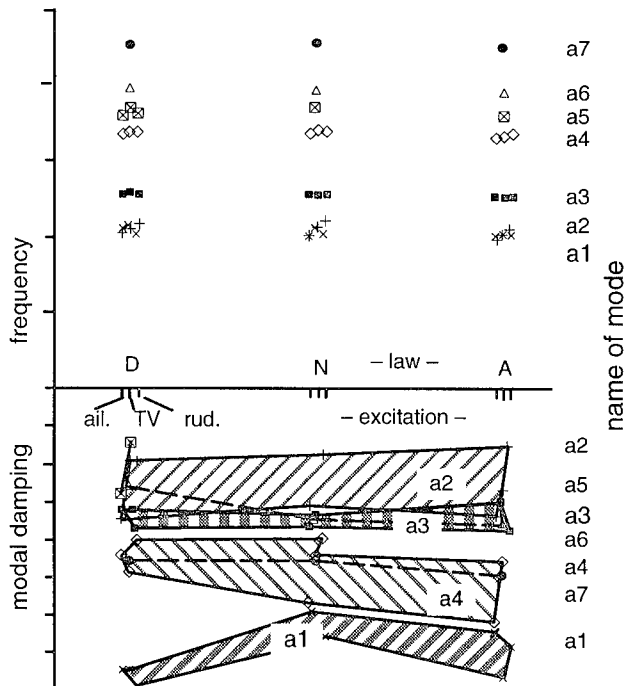 a7
a6
a5
a4
a3
a2
a1
frequency
name of mode
D N – law – A
ail. TV rud. – excitation –
modal damping
a2
a2
a5
a3
a3
a6
a4
a4
a7
a1
a1